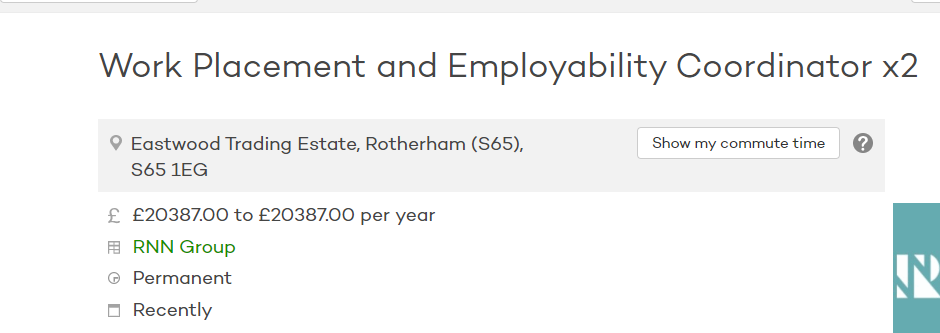 Work Placement and Employability Coordinator x2
Eastwood Trading Estate, Rotherham (S65),
S65 1EG
Show my commute time
?
£ £20387.00 to £20387.00 per year
RNN Group
Permanent
Recently